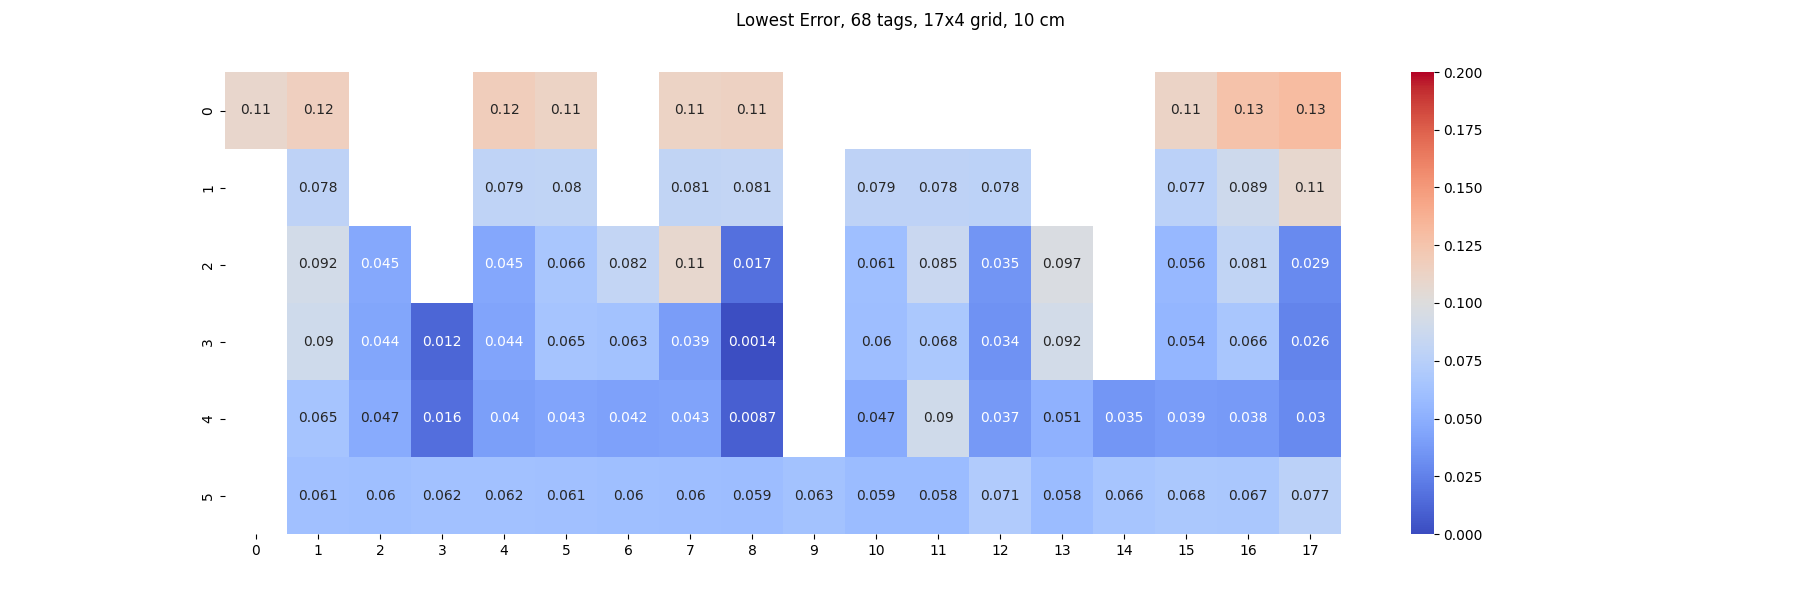 Lowest Error, 68 tags, 17x4 grid, 10 cm
0 0.11 0.12 0.12 0.11 0.11 0.11 0.11 0.13 0.13
1 0.078 0.079 0.08 0.081 0.081 0.079 0.078 0.078 0.077 0.089 0.11
2 0.092 0.045 0.045 0.066 0.082 0.11 0.017 0.061 0.085 0.035 0.097 0.056 0.081 0.029
3 0.09 0.044 0.012 0.044 0.065 0.063 0.039 0.0014 0.06 0.068 0.034 0.092 0.054 0.066 0.026
4 0.065 0.047 0.016 0.04 0.043 0.042 0.043 0.0087 0.047 0.09 0.037 0.051 0.035 0.039 0.038 0.03
5 0.061 0.06 0.062 0.062 0.061 0.06 0.06 0.059 0.063 0.059 0.058 0.071 0.058 0.066 0.068 0.067 0.077
0 1 2 3 4 5 6 7 8 9 10 11 12 13 14 15 16 17
0.200
0.175
0.150
0.125
0.100
0.075
0.050
0.025
0.000